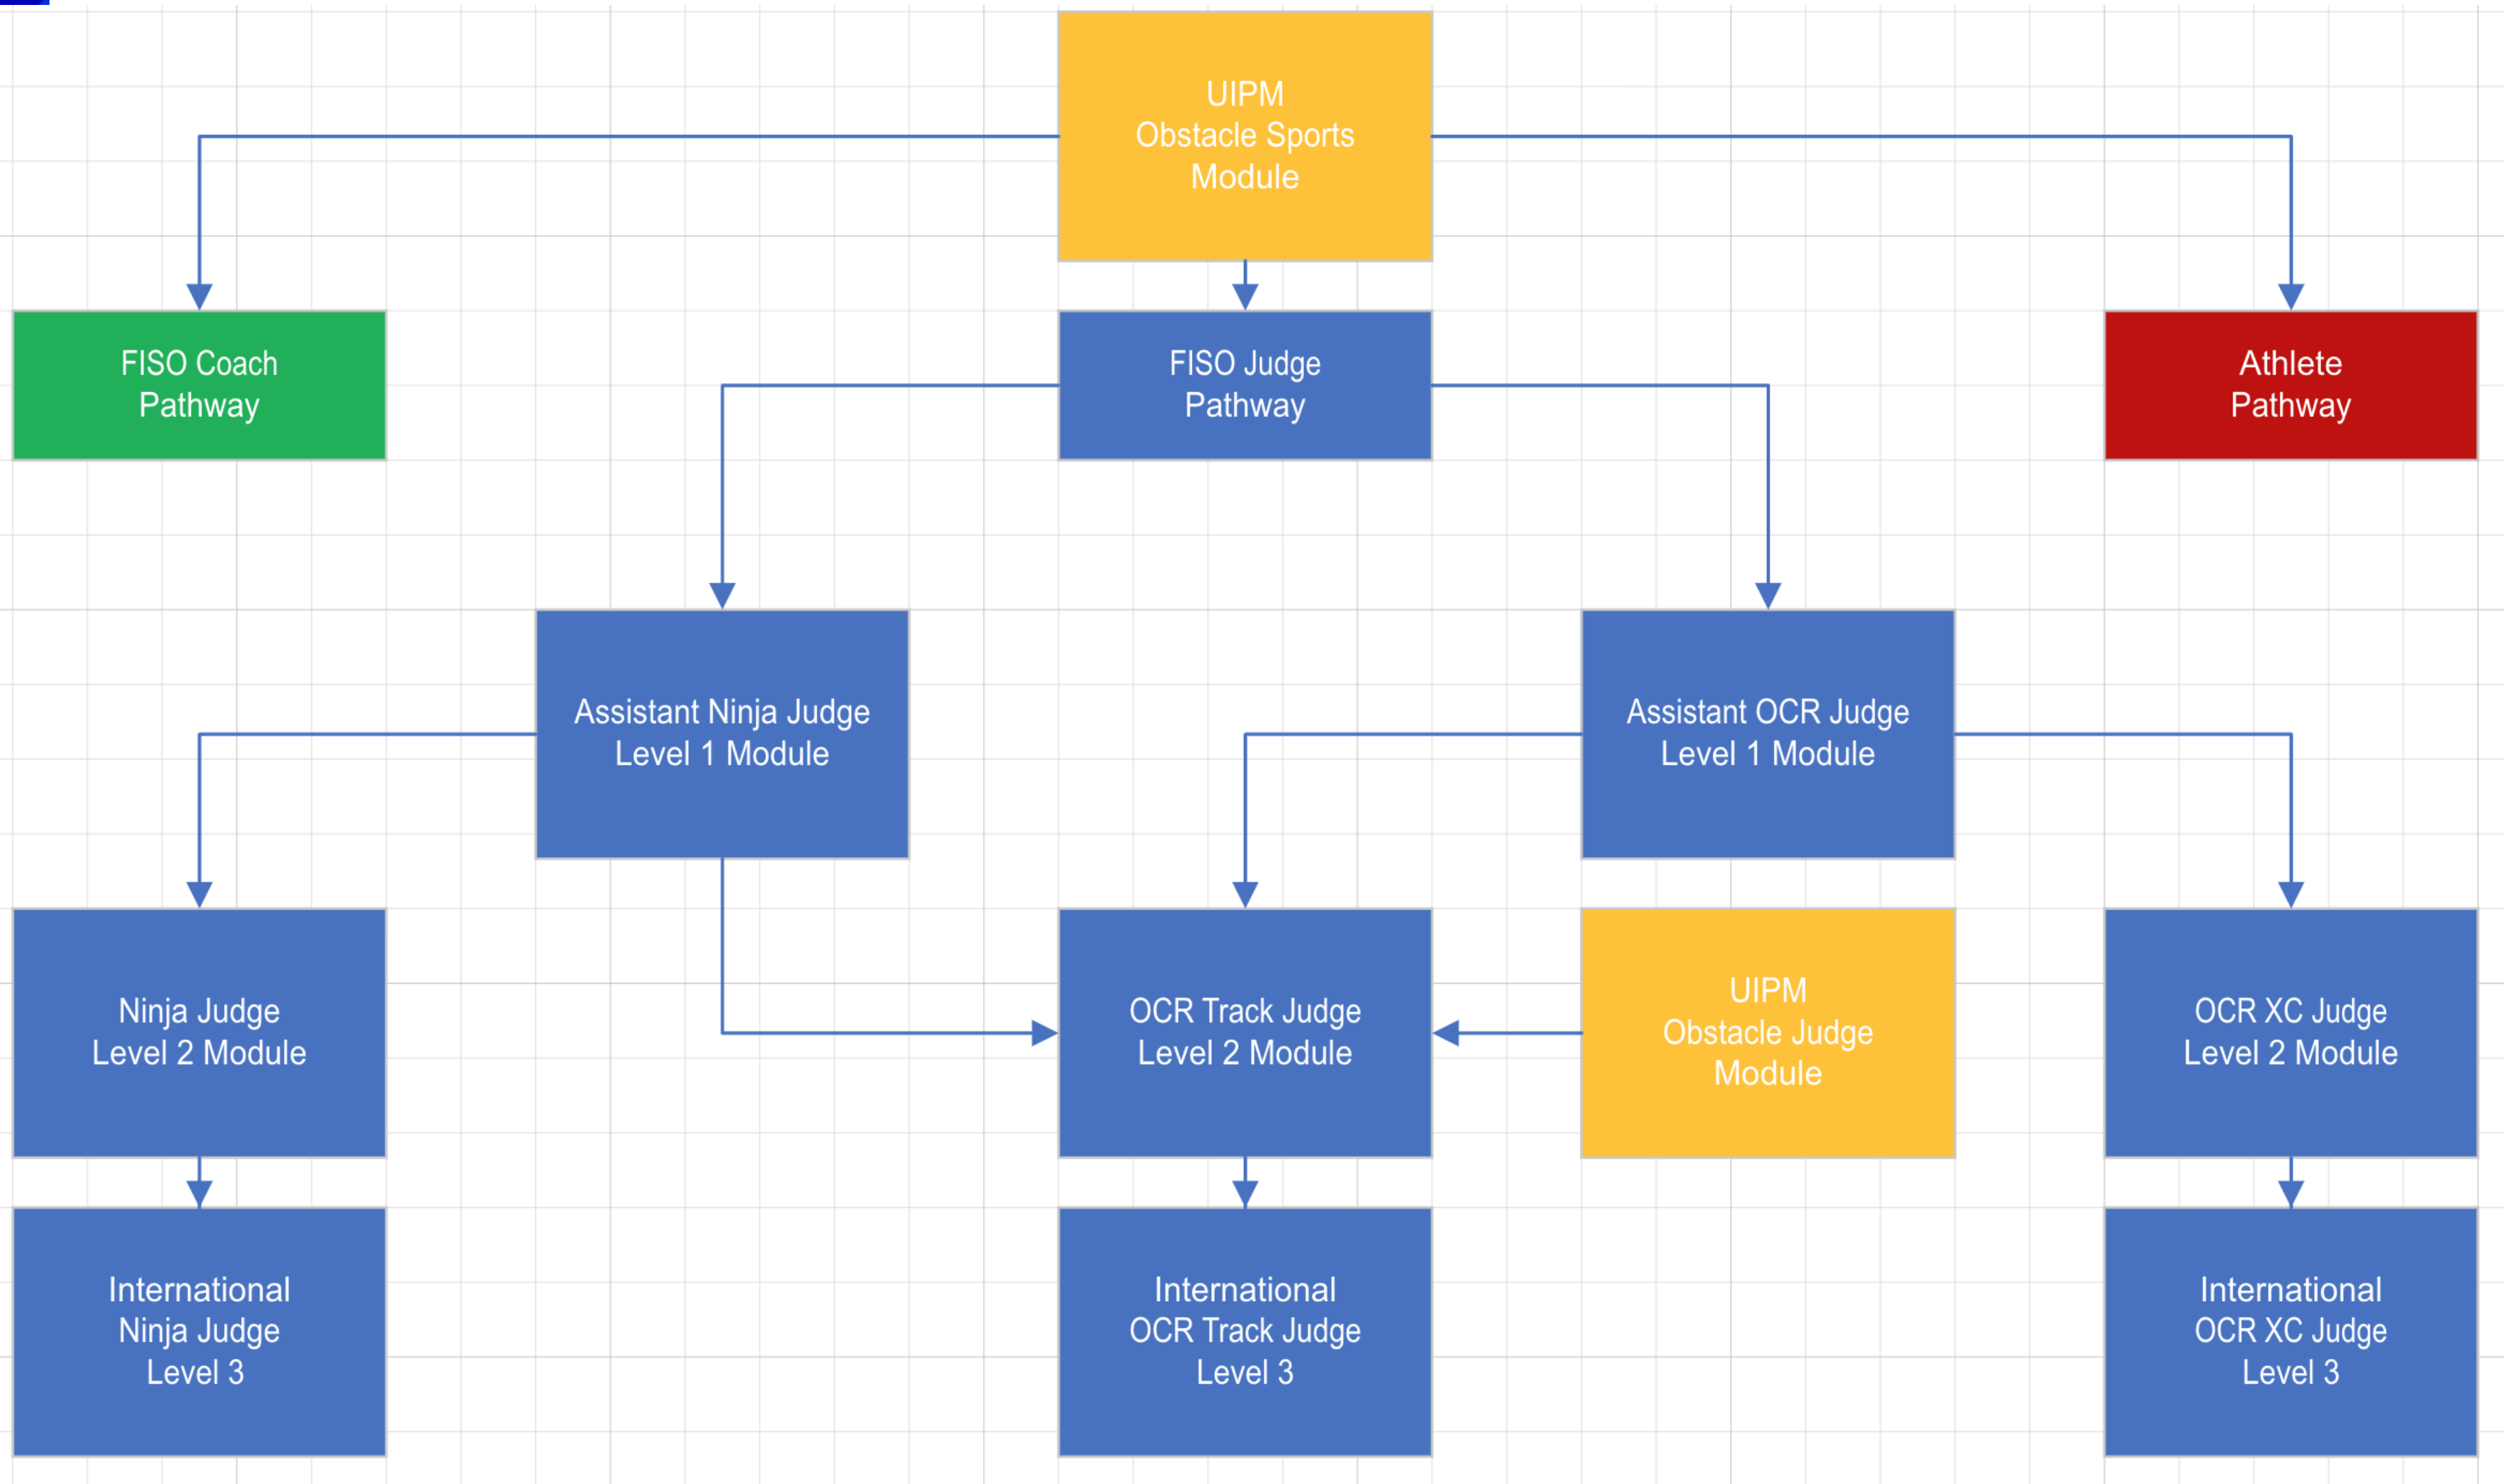 UIPM
Obstacle Sports
Module
FISO Coach
Pathway
FISO Judge
Pathway
Athlete
Pathway
Assistant Ninja Judge
Level 1 Module
Assistant OCR Judge
Level 1 Module
Ninja Judge
Level 2 Module
OCR Track Judge
Level 2 Module
UIPM
Obstacle Judge
Module
OCR XC Judge
Level 2 Module
International
Ninja Judge
Level 3
International
OCR Track Judge
Level 3
International
OCR XC Judge
Level 3